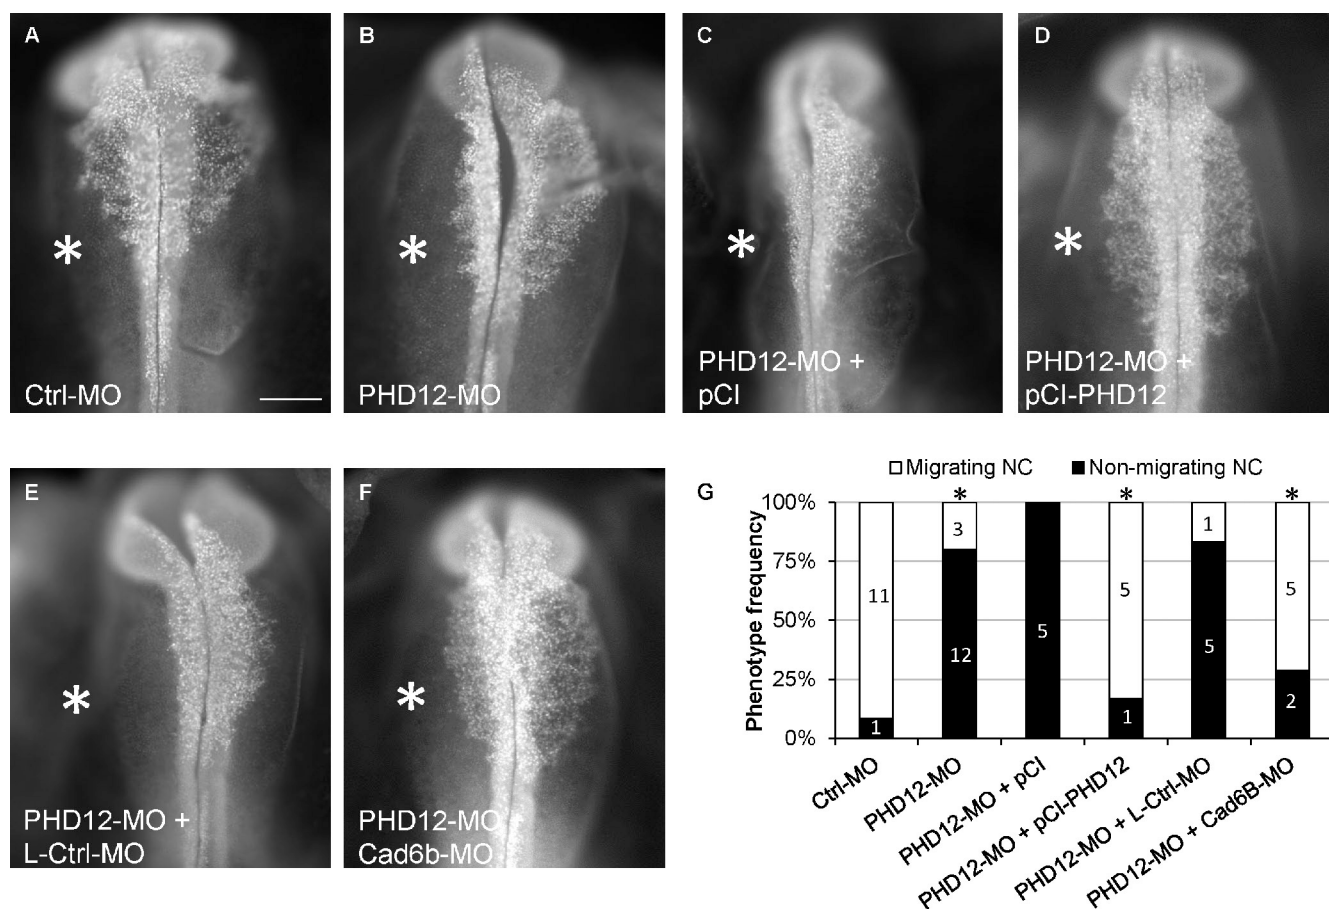 A
*
Ctrl-MO
B
*
PHD12-MO
C
*
PHD12-MO +
pCI
D
*
PHD12-MO +
pCI-PHD12
E
*
PHD12-MO +
L-Ctrl-MO
F
*
PHD12-MO
Cad6b-MO
G
Migrating NC
Non-migrating NC
Phenotype frequency
100%
75%
50%
25%
0%
*
*
*
11
1
3
12
5
5
1
1
5
5
2
Ctrl-MO
PHD12-MO
PHD12-MO + pCI
PHD12-MO + pCI-PHD12
PHD12-MO + L-Ctrl-MO
PHD12-MO + Cad6B-MO